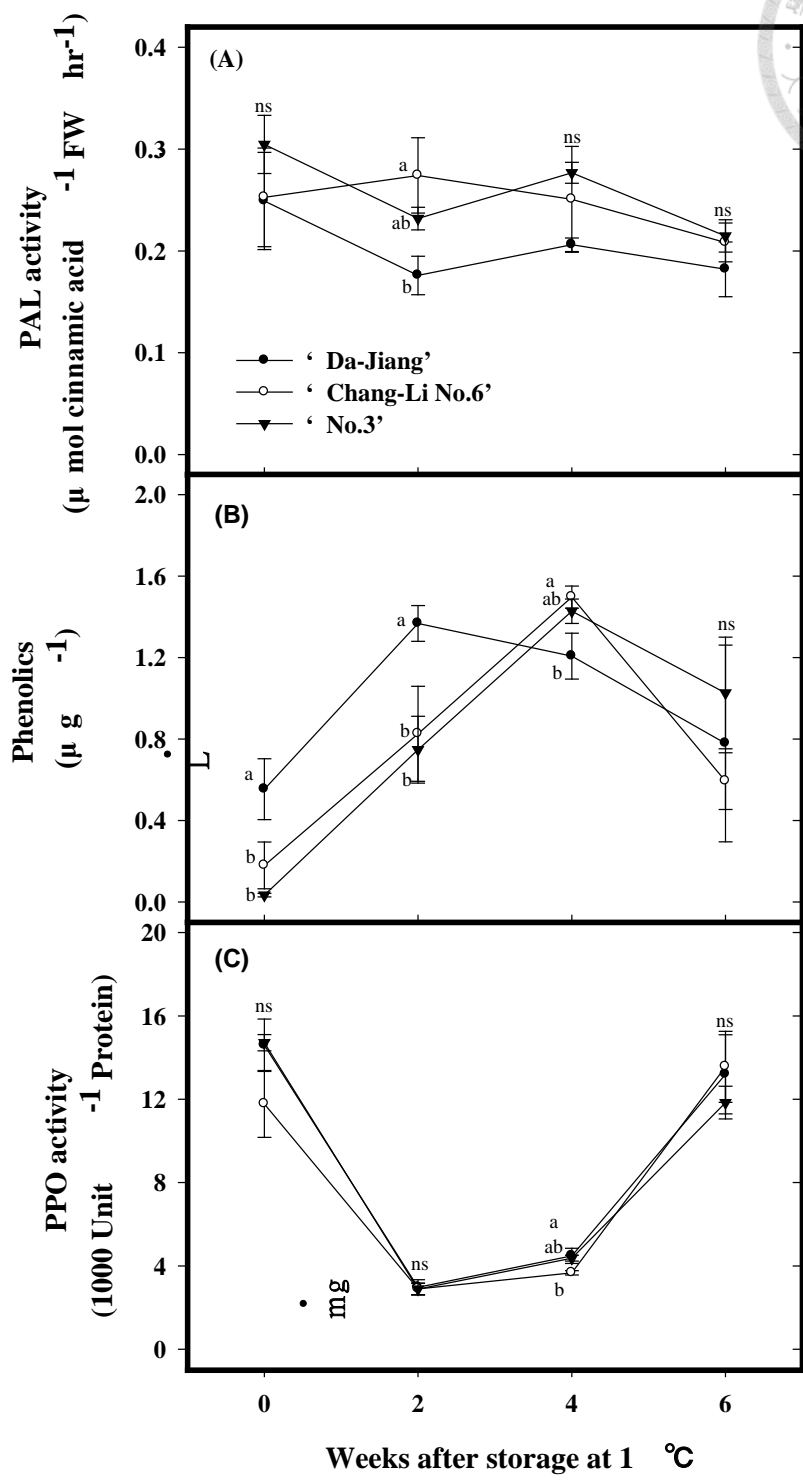 (A)
PAL activity
(μ mol cinnamic acid -1 FW hr-1
0.4
0.3
0.2
0.1
0.0
ns
a
ab
b
ns
ns
‘ Da-Jiang’
‘ Chang-Li No.6’
‘ No.3’
(B)
Phenolics
(μ g • L -1)
2.0
1.6
1.2
0.8
0.4
0.0
a
b
b
a
b
b
a
ab
b
ns
(C)
PPO activity
(1000 Unit • mg -1 Protein)
20
16
12
8
4
0
ns
ns
a
ab
b
ns
0 2 4 6
Weeks after storage at 1 ℃